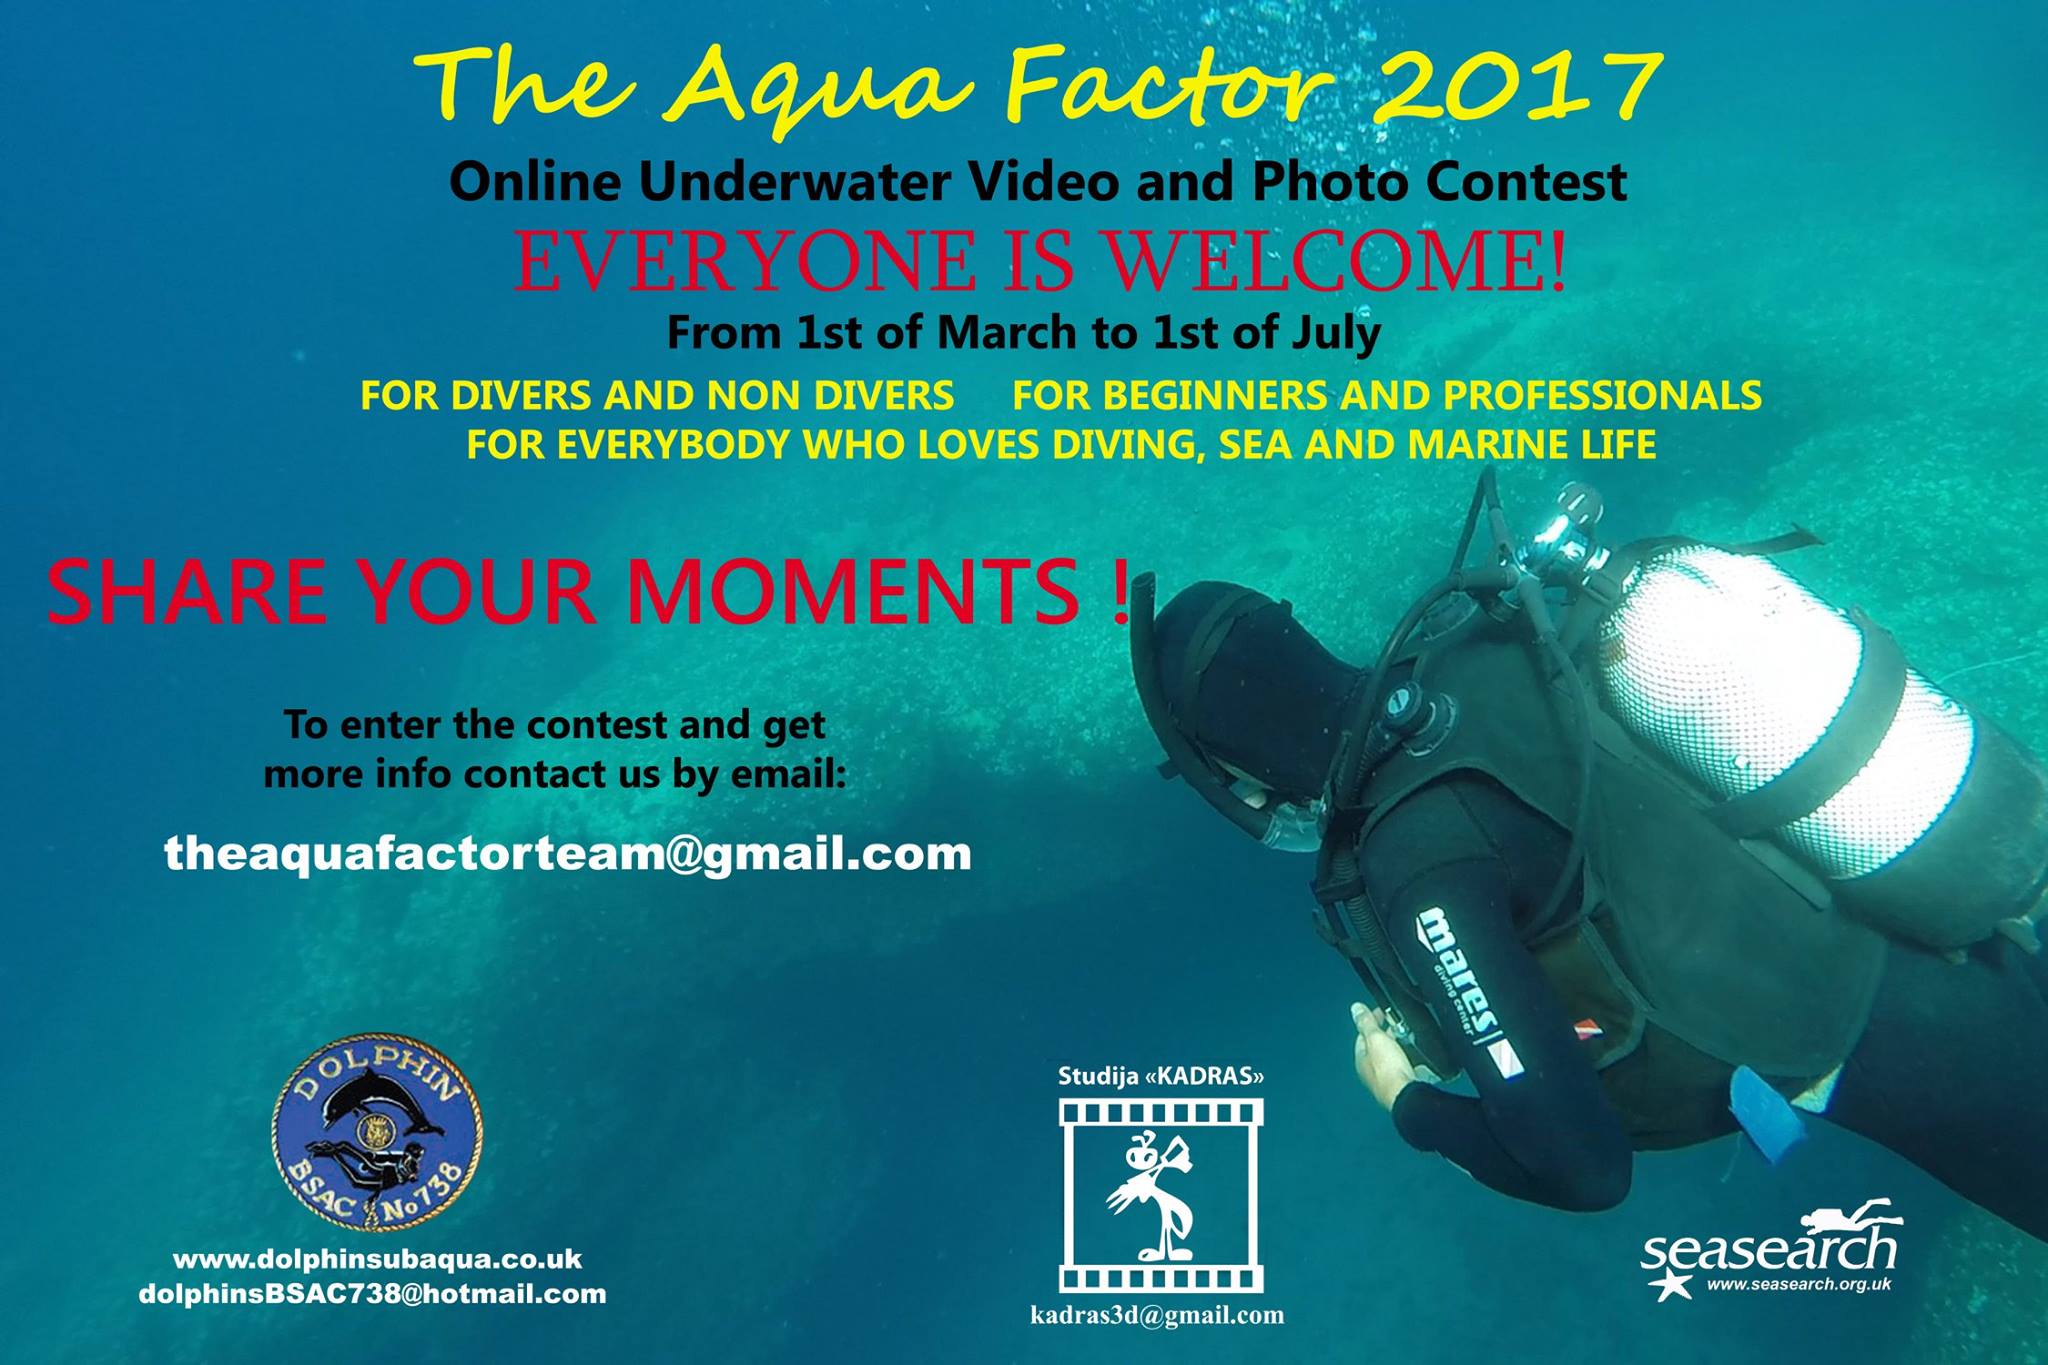 The Aqua Factor 2017
Online Underwater Video and Photo Contest
EVERYONE IS WELCOME!
From 1st of March to 1st of July
FOR DIVERS AND NON DIVERS FOR BEGINNERS AND PROFESSIONALS
FOR EVERYBODY WHO LOVES DIVING, SEA AND MARINE LIFE
SHARE YOUR MOMENTS !
To enter the contest and get
more info contact us by email:
theaquafactorteam@gmail.com
mares
diving center
DOLPHIN
BSAC No 738
www.dolphinsubaqua.co.uk
dolphinsBSAC738@hotmail.com
Studija «KADRAS»
kadras3d@gmail.com
seasearch
www.seasearch.org.uk